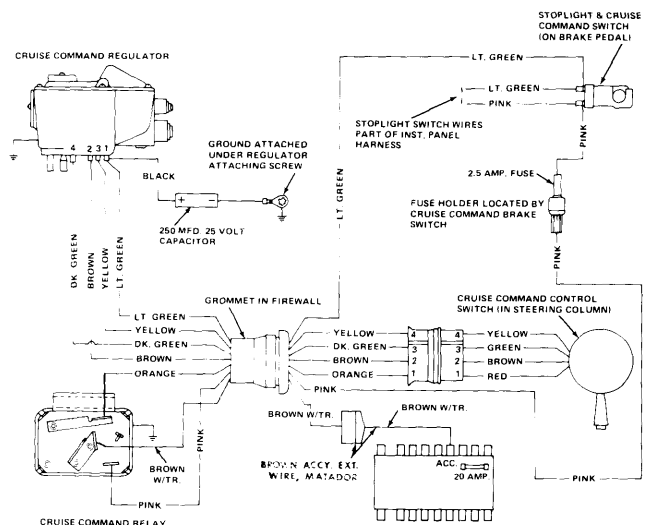 STOPLIGHT & CRUISE
COMMAND SWITCH
(ON BRAKE PEDAL)
CRUISE COMMAND REGULATOR
LT. GREEN
LT. GREEN
PINK
STOPLIGHT SWITCH WIRES
PART OF INST. PANEL
HARNESS
PINK
4 2 3 1
BLACK
GROUND ATTACHED
UNDER REGULATOR
ATTACHING SCREW
250 MFD. 25 VOLT
CAPACITOR
LT. GREEN
2.5 AMP. FUSE
FUSE HOLDER LOCATED BY
CRUISE COMMAND BRAKE
SWITCH
PINK
DK. GREEN
BROWN
YELLOW
LT. GREEN
GROMMET IN FIREWALL
CRUISE COMMAND CONTROL
SWITCH (IN STEERING COLUMN)
LT GREEN
YELLOW
DK. GREEN
BROWN
ORANGE
YELLOW 4 4 YELLOW
DK. GREEN 3 3 GREEN
BROWN 2 2 BROWN
ORANGE 1 1 RED
PINK
BROWN W/TR.
BROWN W/TR.
PINK
BROWN
W/TR.
BROWN ACCY. EXT.
WIRE, MATADOR
ACC.
20 AMP.
PINK
PINK
CRUISE COMMAND RELAY